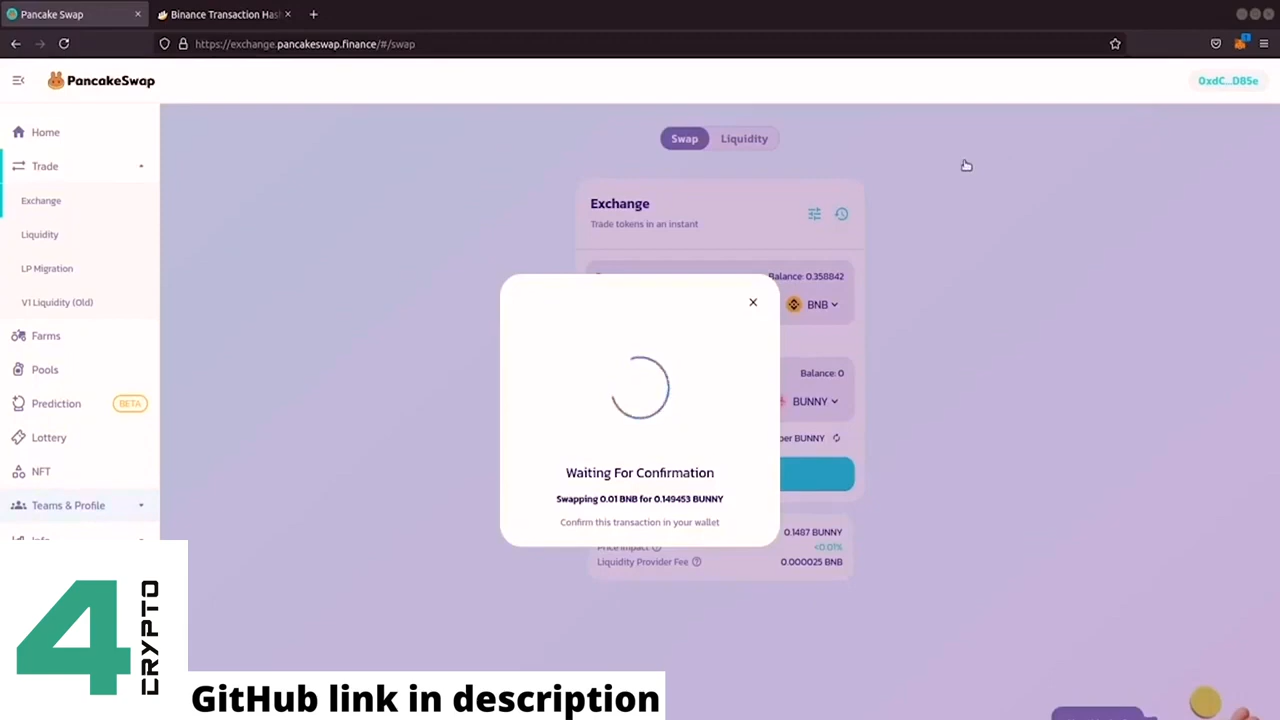 Pancake Swap
Binance Transaction Hash
https://exchange.pancakeswap.finance/#/swap
1
PancakeSwap
0xdC...D85e
Home
Trade
Exchange
Liquidity
LP Migration
V1 Liquidity (Old)
Farms
Pools
Prediction
BETA
Lottery
NFT
Teams & Profile
Swap
Liquidity
Exchange
Trade tokens in an instant
Balance: 0.358842
BNB
Balance: 0
BUNNY
per BUNNY
Waiting For Confirmation
Swapping 0.01 BNB for 0.149453 BUNNY
Confirm this transaction in your wallet
0.1487 BUNNY
Price Impact
<0.01%
Liquidity Provider Fee
0.000025 BNB
4
CRYPTO
GitHub link in description